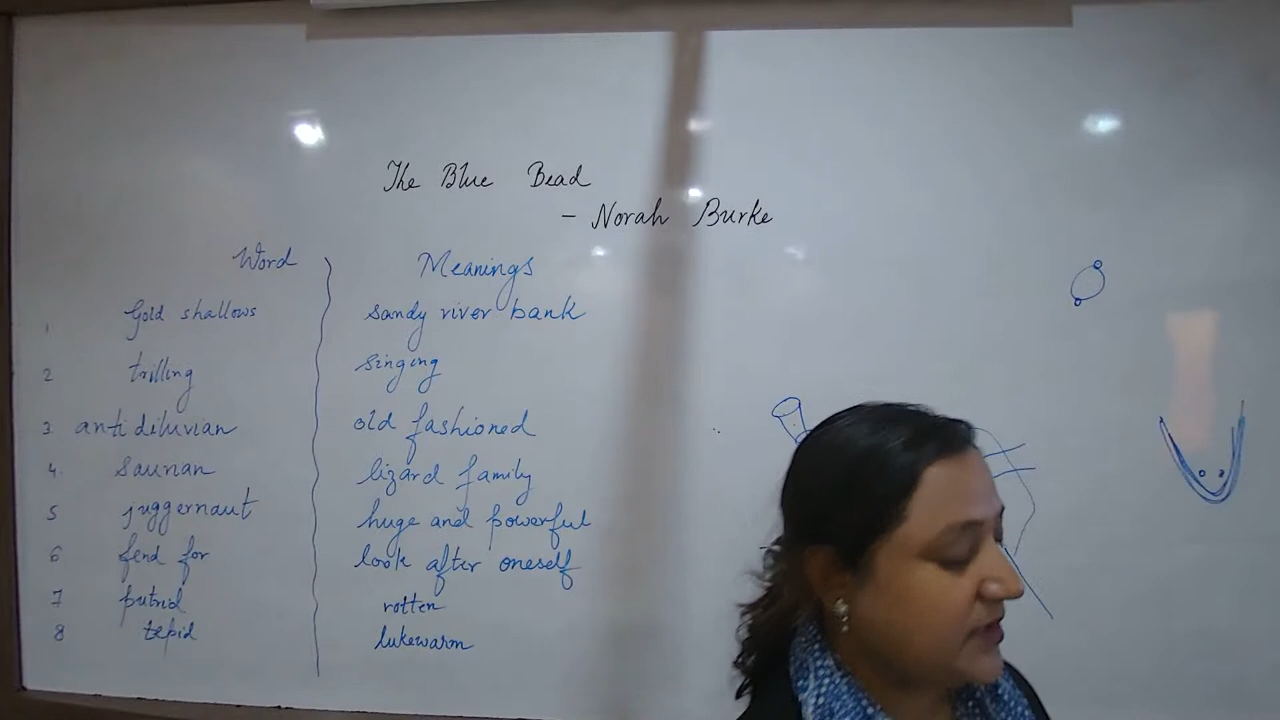 The Blue Bead
- Norah Burke
Word Meanings
1 Gold shallows sandy river bank
2 trilling singing
3. antidiluvian old fashioned
4. saurian lizard family
5 juggernaut huge and powerful
6 fend for look after oneself
7 putrid rotten
8 tepid lukewarm